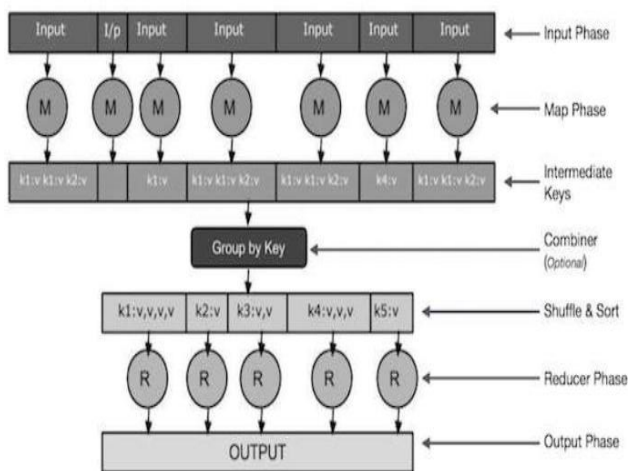 Input I/p Input Input Input Input Input
Input Phase
M M M M M M M
Map Phase
k1:v k1:v k2:v k1:v k1:v k1:v k2:v k1:v k1:v k2:v k4:v k1:v k1:v k2:v
Intermediate
Keys
Group by Key
Combiner
(Optional)
k1:v,v,v,v k2:v k3:v,v k4:v,v,v k5:v
Shuffle & Sort
R R R R R
Reducer Phase
OUTPUT
Output Phase